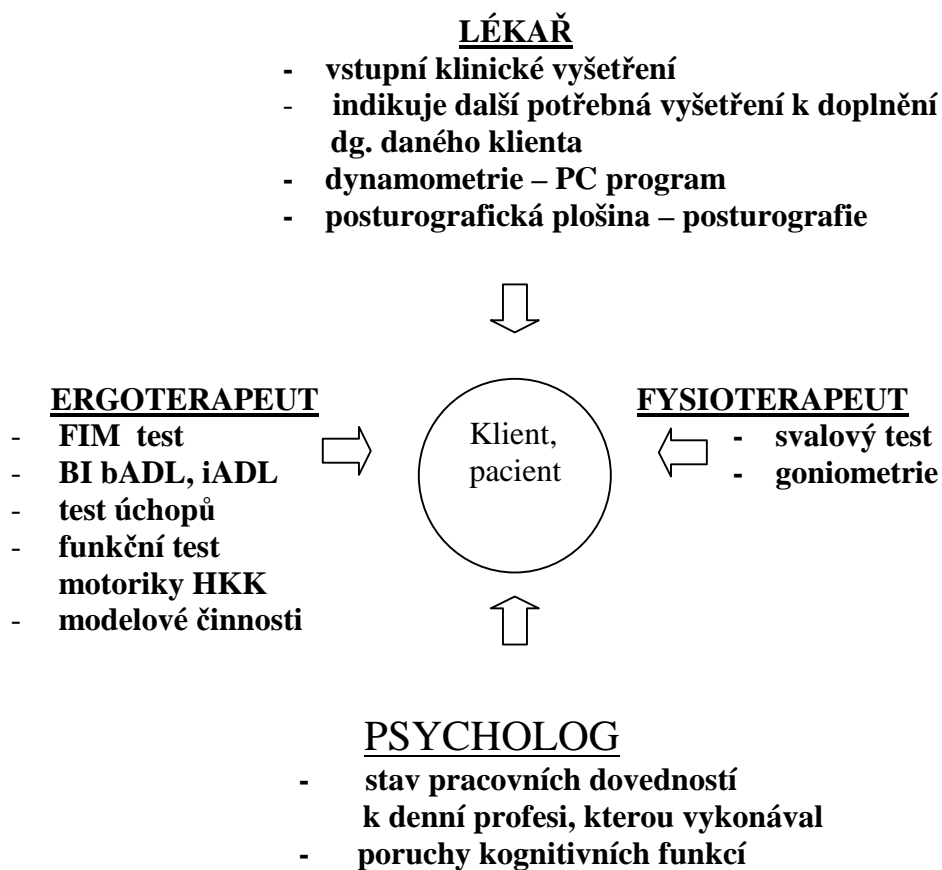 LÉKAŘ
- vstupní klinické vyšetření
- indikuje další potřebná vyšetření k doplnění
dg. daného klienta
- dynamometrie – PC program
- posturografická plošina – posturografie
ERGOTERAPEUT
- FIM test
- BI bADL, iADL
- test úchopů
- funkční test
motoriky HKK
- modelové činnosti
Klient,
pacient
FYSIOTERAPEUT
- svalový test
- goniometrie
PSYCHOLOG
- stav pracovních dovedností
k denní profesi, kterou vykonával
- poruchy kognitivních funkcí